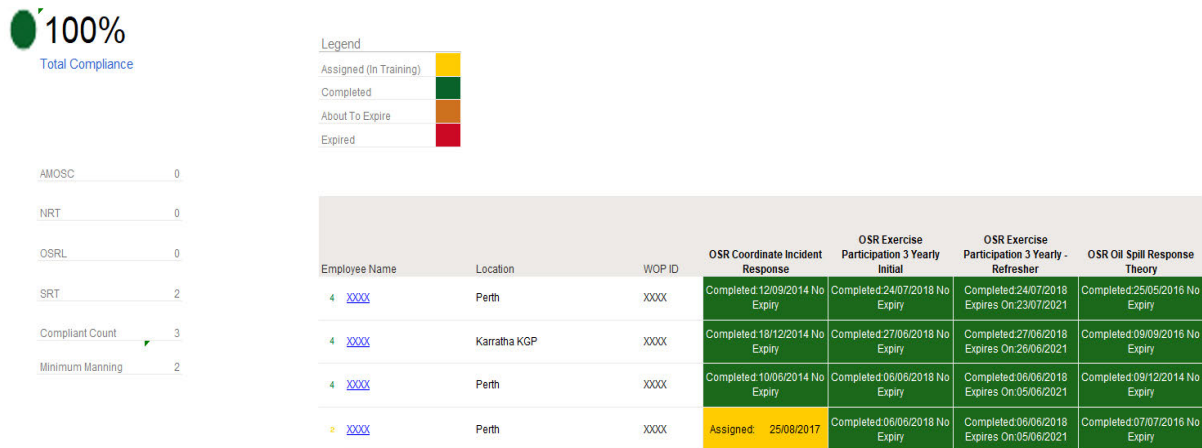 100%
Total Compliance
Legend
Assigned (In Training)
Completed
About To Expire
Expired
AMOSC 0
NRT 0
OSRL 0
SRT 2
Compliant Count 3
Minimum Manning 2
Employee Name Location WOP ID OSR Coordinate Incident Response OSR Exercise Participation 3 Yearly Initial OSR Exercise Participation 3 Yearly - Refresher OSR Oil Spill Response Theory
4 XXXX Perth XXXX Completed:12/09/2014 No Expiry Completed:24/07/2018 No Expiry Completed:24/07/2018 Expires On:23/07/2021 Completed:25/05/2016 No Expiry
4 XXXX Karratha KGP XXXX Completed:18/12/2014 No Expiry Completed:27/06/2018 No Expiry Completed:27/06/2018 Expires On:26/06/2021 Completed:09/09/2016 No Expiry
4 XXXX Perth XXXX Completed:10/06/2014 No Expiry Completed:06/06/2018 No Expiry Completed:06/06/2018 Expires On:05/06/2021 Completed:09/12/2014 No Expiry
XXXX Perth XXXX Assigned: 25/08/2017 Completed:06/06/2018 No Expiry Completed:06/06/2018 Expires On:05/06/2021 Completed:07/07/2016 No Expiry